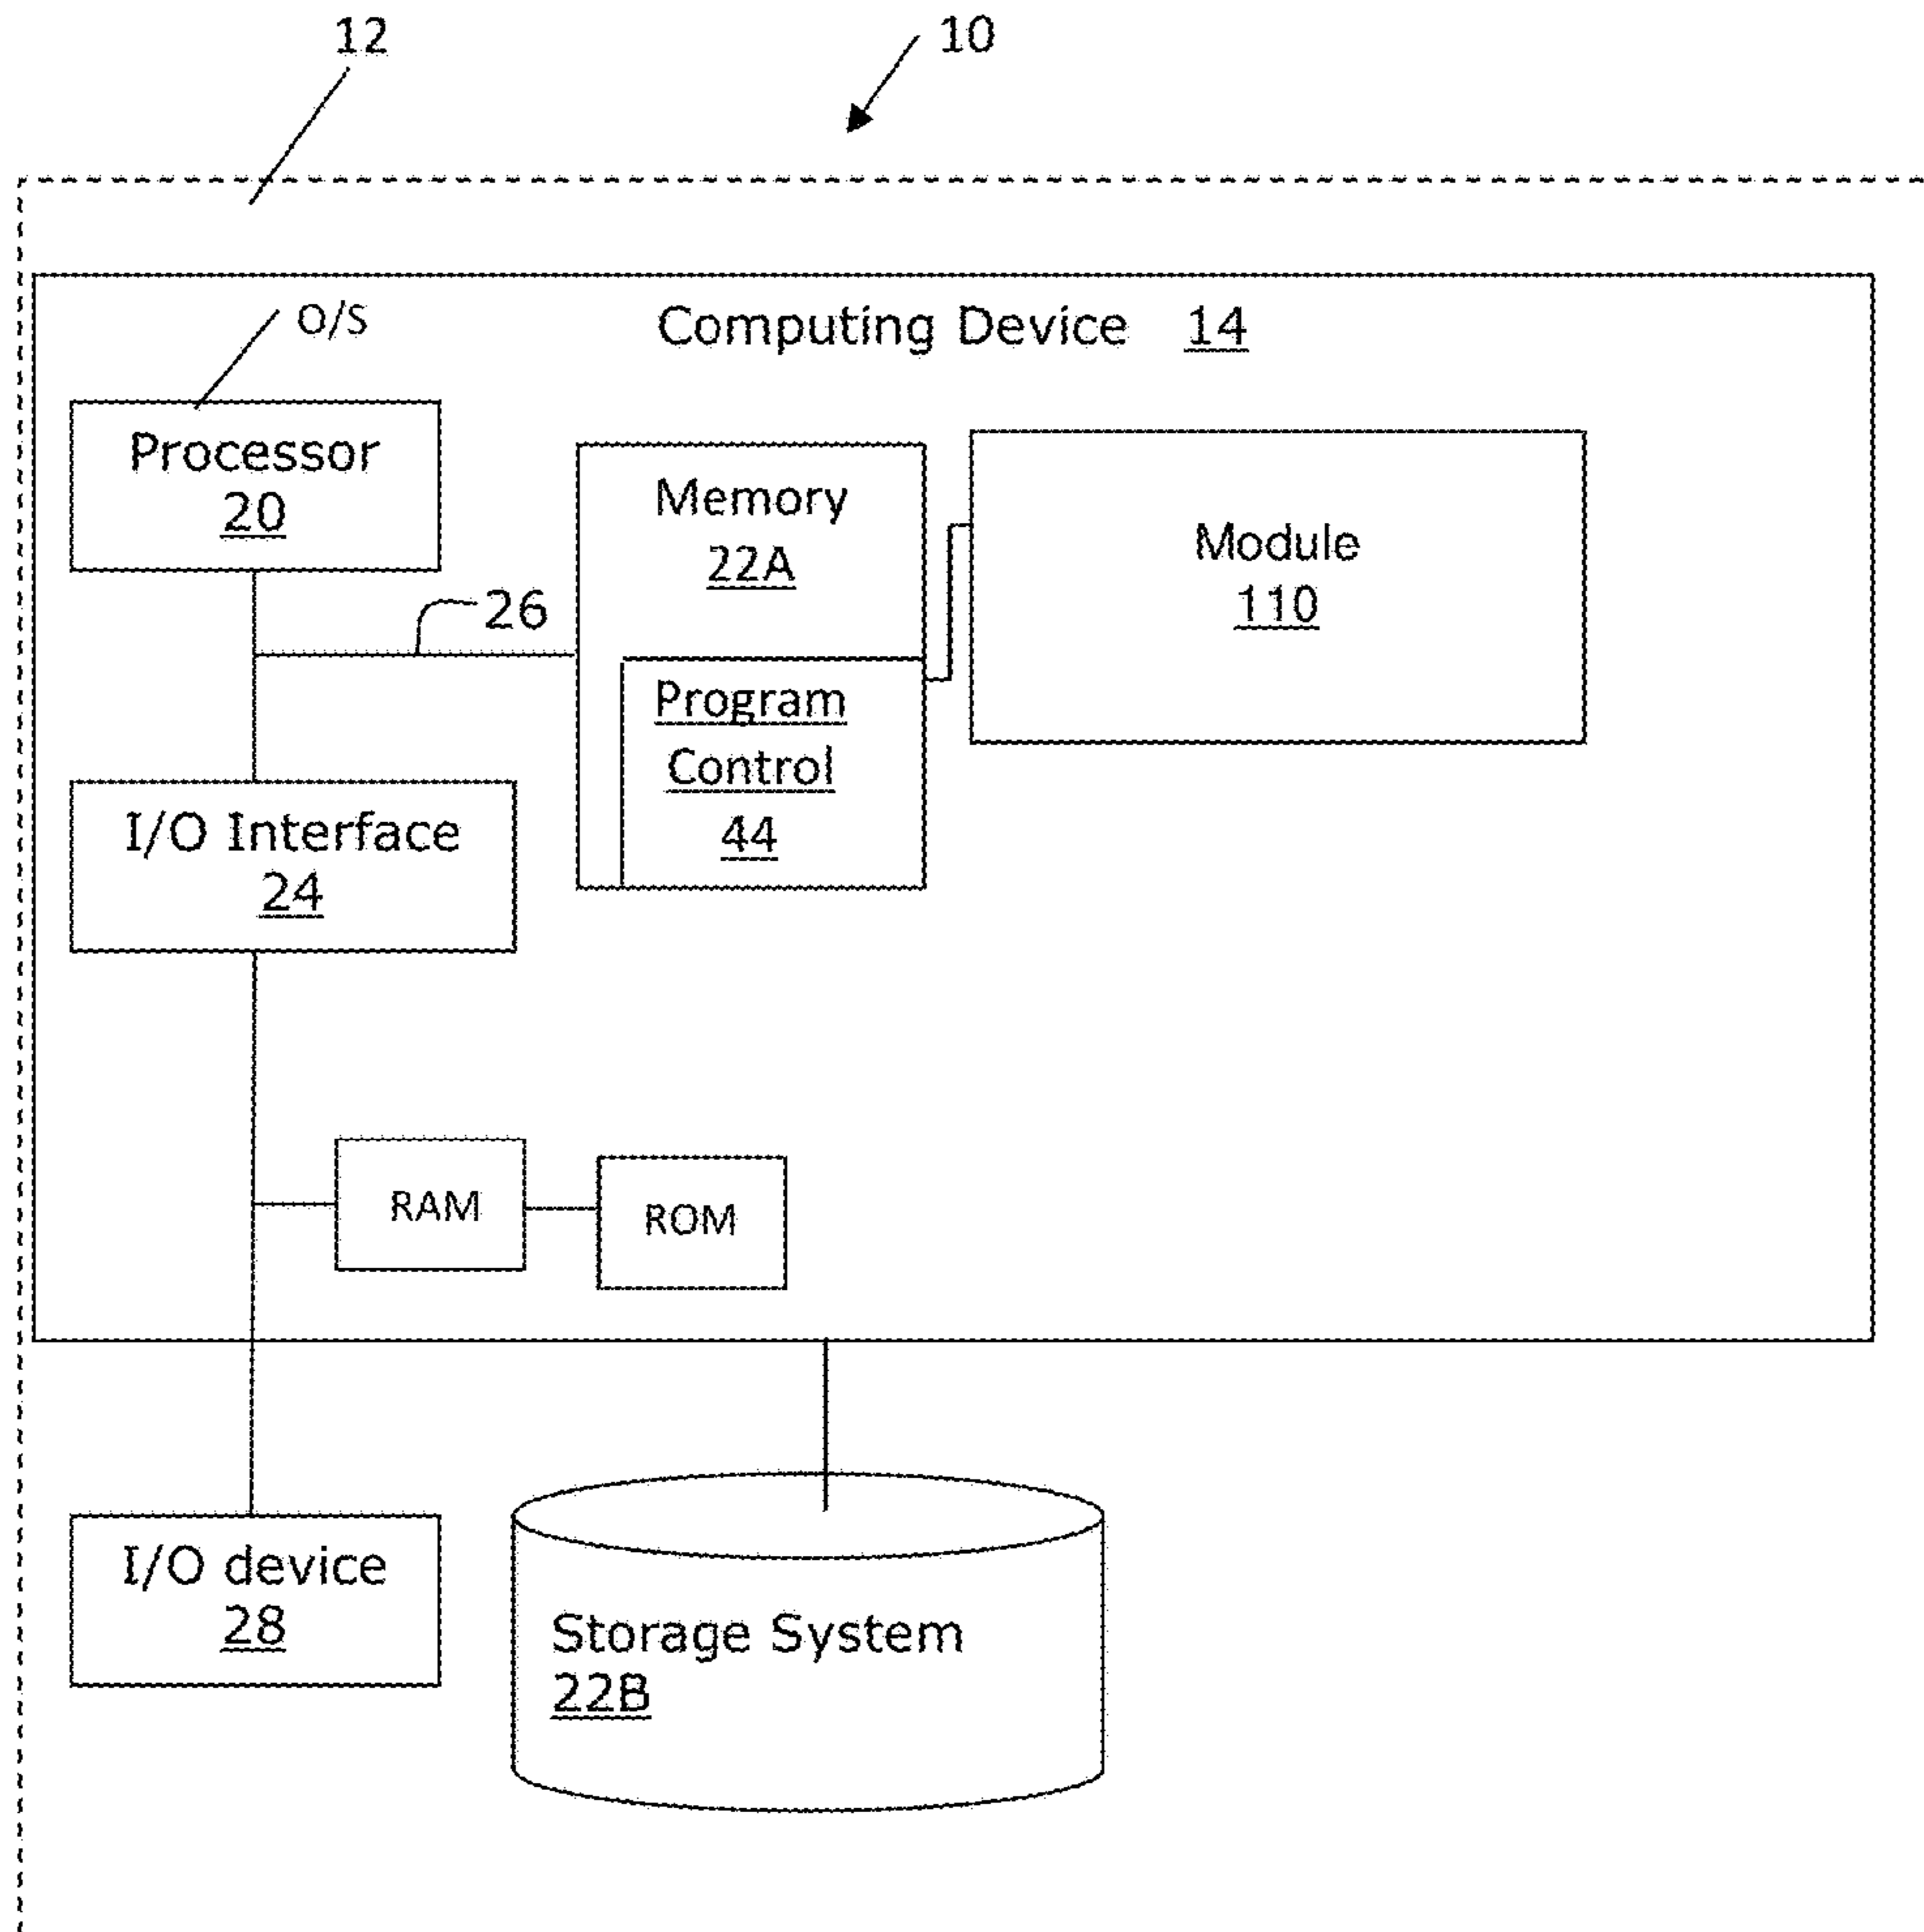 12
10
O/S
Computing Device 14
Processor
20
Memory
22A
Module
110
26
Program
Control
44
I/O Interface
24
RAM
ROM
I/O device
28
Storage System
22B